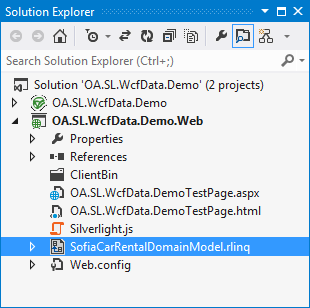 Solution Explorer
Search Solution Explorer (Ctrl+;)
Solution 'OA.SL.WcfData.Demo' (2 projects)
OA.SL.WcfData.Demo
OA.SL.WcfData.Demo.Web
Properties
References
ClientBin
OA.SL.WcfData.DemoTestPage.aspx
OA.SL.WcfData.DemoTestPage.html
Silverlight.js
SofiaCarRentalDomainModel.rlinq
Web.config